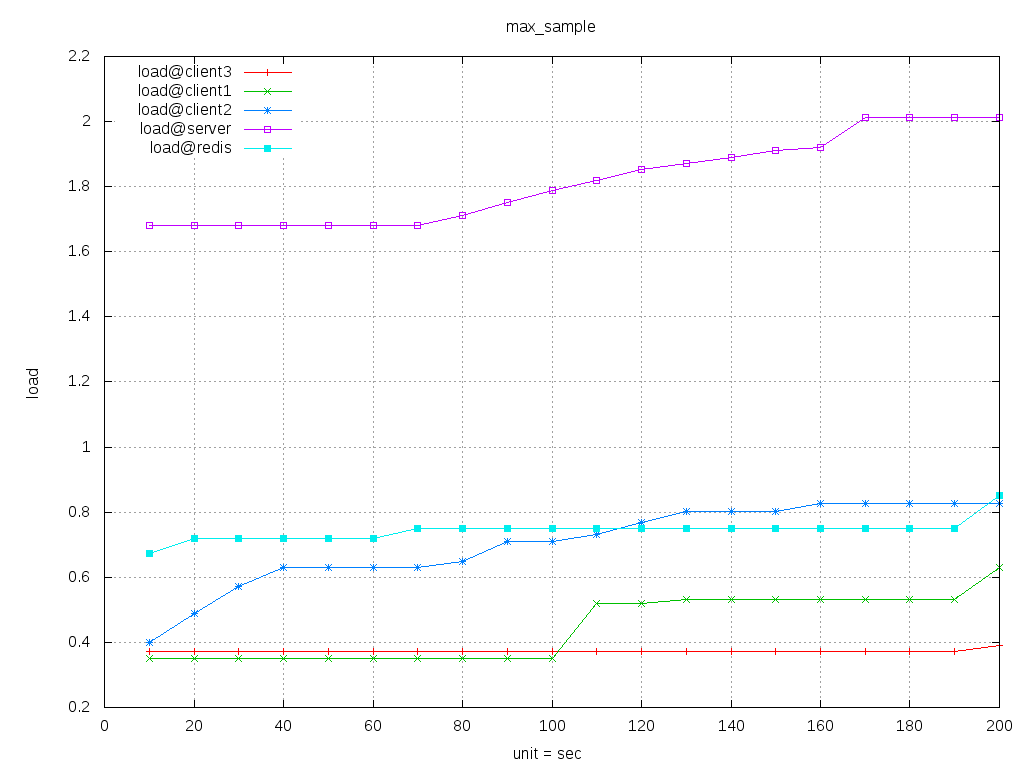 max_sample
load@client3
load@client1
load@client2
load@server
load@redis
2.2
2
1.8
1.6
1.4
1.2
1
0.8
0.6
0.4
0.2
load
0 20 40 60 80 100 120 140 160 180 200
unit = sec